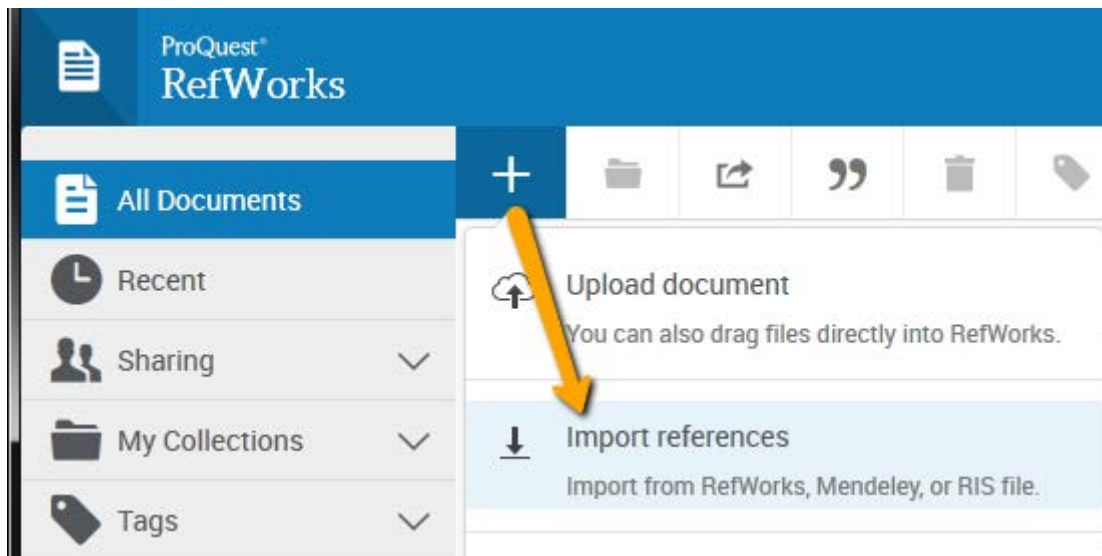 ProQuest®
RefWorks
All Documents
Recent
Sharing
My Collections
Tags
Upload document
You can also drag files directly into RefWorks.
Import references
Import from RefWorks, Mendeley, or RIS file.